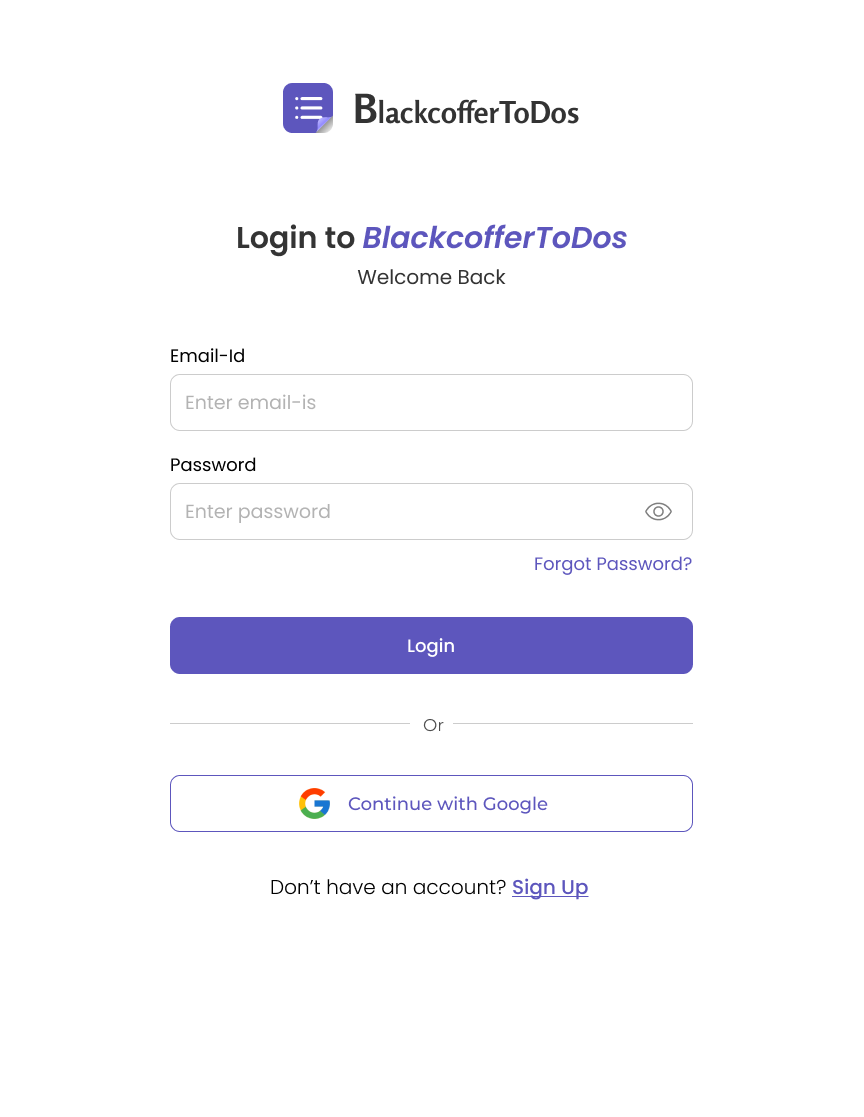 BlackcofferToDos
Login to BlackcofferToDos
Welcome Back
Email-Id
Enter email-is
Password
Enter password
Forgot Password?
Login
Or
Continue with Google
Don’t have an account? Sign Up